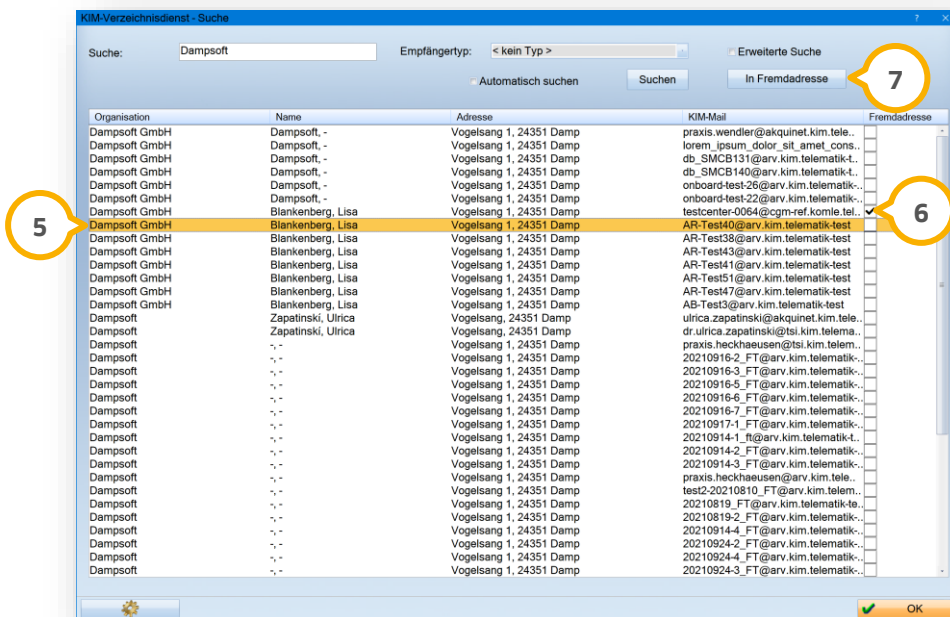 KIM-Verzeichnisdienst - Suche ? ×
Suche: Dampsoft Empfängertyp: < kein Typ > Erweiterte Suche
Automatisch suchen Suchen In Fremdadresse 7
Organisation Name Adresse KIM-Mail Fremdadresse
Dampsoft GmbH Dampsoft, - Vogelsang 1, 24351 Damp praxis.wendler@akquinet.kim.tele..
Dampsoft GmbH Dampsoft, - Vogelsang 1, 24351 Damp lorem_ipsum_dolor_sit_amet_cons..
Dampsoft GmbH Dampsoft, - Vogelsang 1, 24351 Damp db_SMCB131@arv.kim.telematik-t..
Dampsoft GmbH Dampsoft, - Vogelsang 1, 24351 Damp db_SMCB140@arv.kim.telematik-t..
Dampsoft GmbH Dampsoft, - Vogelsang 1, 24351 Damp onboard-test-26@arv.kim.telematik-..
Dampsoft GmbH Dampsoft, - Vogelsang 1, 24351 Damp onboard-test-22@arv.kim.telematik-..
Dampsoft GmbH Blankenberg, Lisa Vogelsang 1, 24351 Damp testcenter-0064@cgm-ref.komle.tel.. 6
5 Dampsoft GmbH Blankenberg, Lisa Vogelsang 1, 24351 Damp AR-Test40@arv.kim.telematik-test
Dampsoft GmbH Blankenberg, Lisa Vogelsang 1, 24351 Damp AR-Test38@arv.kim.telematik-test
Dampsoft GmbH Blankenberg, Lisa Vogelsang 1, 24351 Damp AR-Test43@arv.kim.telematik-test
Dampsoft GmbH Blankenberg, Lisa Vogelsang 1, 24351 Damp AR-Test41@arv.kim.telematik-test
Dampsoft GmbH Blankenberg, Lisa Vogelsang 1, 24351 Damp AR-Test51@arv.kim.telematik-test
Dampsoft GmbH Blankenberg, Lisa Vogelsang 1, 24351 Damp AR-Test47@arv.kim.telematik-test
Dampsoft GmbH Blankenberg, Lisa Vogelsang 1, 24351 Damp AB-Test3@arv.kim.telematik-test
Dampsoft Zapatinski, Ulrica Vogelsang, 24351 Damp ulrica.zapatinski@akquinet.kim.tele...
Dampsoft Zapatinski, Ulrica Vogelsang, 24351 Damp dr.ulrica.zapatinski@tsi.kim.telema..
Dampsoft -, - Vogelsang 1, 24351 Damp praxis.heckhaeusen@tsi.kim.telem..
Dampsoft -, - Vogelsang 1, 24351 Damp 20210916-2_FT@arv.kim.telematik-..
Dampsoft -, - Vogelsang 1, 24351 Damp 20210916-3_FT@arv.kim.telematik-..
Dampsoft -, - Vogelsang 1, 24351 Damp 20210916-5_FT@arv.kim.telematik-..
Dampsoft -, - Vogelsang 1, 24351 Damp 20210916-6_FT@arv.kim.telematik-..
Dampsoft -, - Vogelsang 1, 24351 Damp 20210916-7_FT@arv.kim.telematik-..
Dampsoft -, - Vogelsang 1, 24351 Damp 20210917-1_FT@arv.kim.telematik-..
Dampsoft -, - Vogelsang 1, 24351 Damp 20210914-1_ft@arv.kim.telematik-t..
Dampsoft -, - Vogelsang 1, 24351 Damp 20210914-2_FT@arv.kim.telematik-..
Dampsoft -, - Vogelsang 1, 24351 Damp 20210914-3_FT@arv.kim.telematik-..
Dampsoft -, - Vogelsang 1, 24351 Damp praxis.heckhaeusen@arv.kim.tele..
Dampsoft -, - Vogelsang 1, 24351 Damp test2-20210810_FT@arv.kim.telem..
Dampsoft -, - Vogelsang 1, 24351 Damp 20210819_FT@arv.kim.telematik-te..
Dampsoft -, - Vogelsang 1, 24351 Damp 20210819-2_FT@arv.kim.telematik-..
Dampsoft -, - Vogelsang 1, 24351 Damp 20210914-4_FT@arv.kim.telematik-..
Dampsoft -, - Vogelsang 1, 24351 Damp 20210924-2_FT@arv.kim.telematik-..
Dampsoft -, - Vogelsang 1, 24351 Damp 20210924-4_FT@arv.kim.telematik-..
Dampsoft -, - Vogelsang 1, 24351 Damp 20210924-3_FT@arv.kim.telematik-..
OK